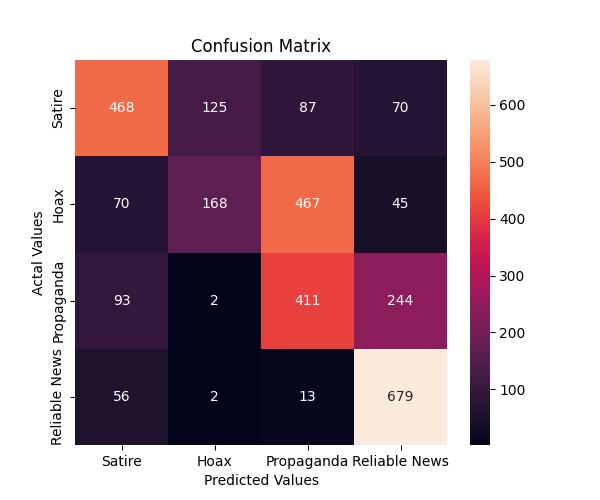 Confusion Matrix
Actal Values
Satire
468 125 87 70
Hoax
70 168 467 45
Propaganda
93 2 411 244
Reliable News
56 2 13 679
Satire Hoax Propaganda Reliable News
Predicted Values
600
500
400
300
200
100